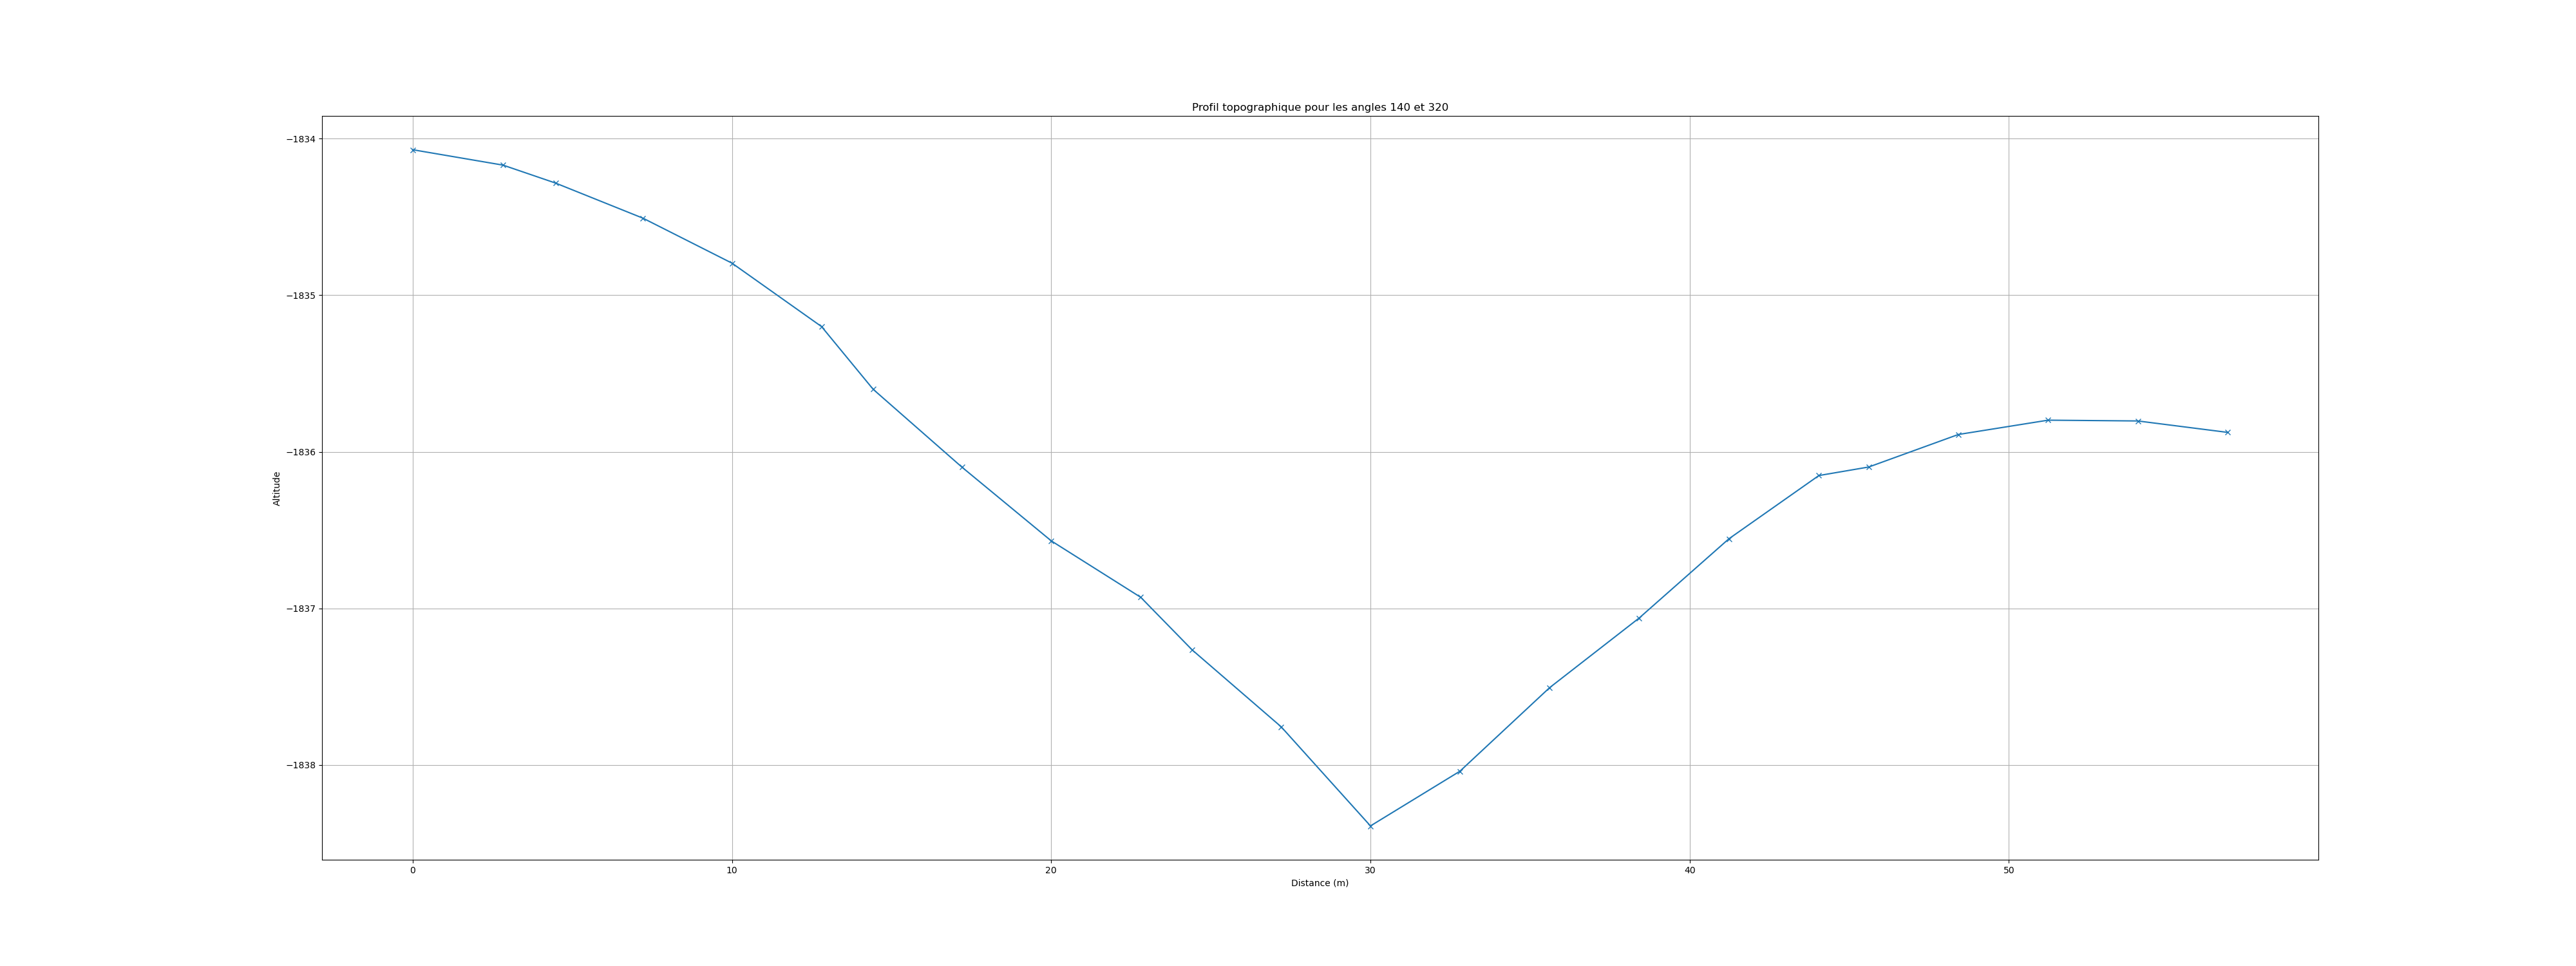 Profil topographique pour les angles 140 et 320
−1834
−1835
−1836
−1837
−1838
Altitude
0 10 20 30 40 50
Distance (m)